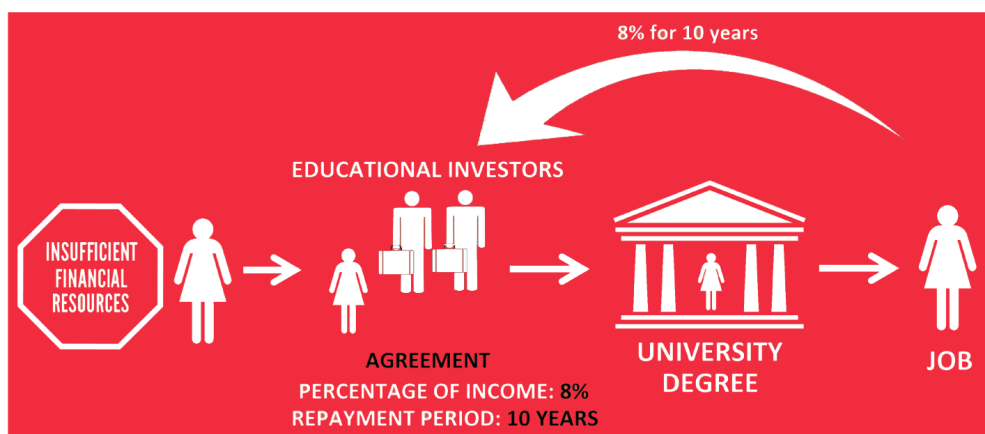 8% for 10 years
EDUCATIONAL INVESTORS
INSUFFICIENT
FINANCIAL
RESOURCES
AGREEMENT
PERCENTAGE OF INCOME: 8%
REPAYMENT PERIOD: 10 YEARS
UNIVERSITY
DEGREE
JOB